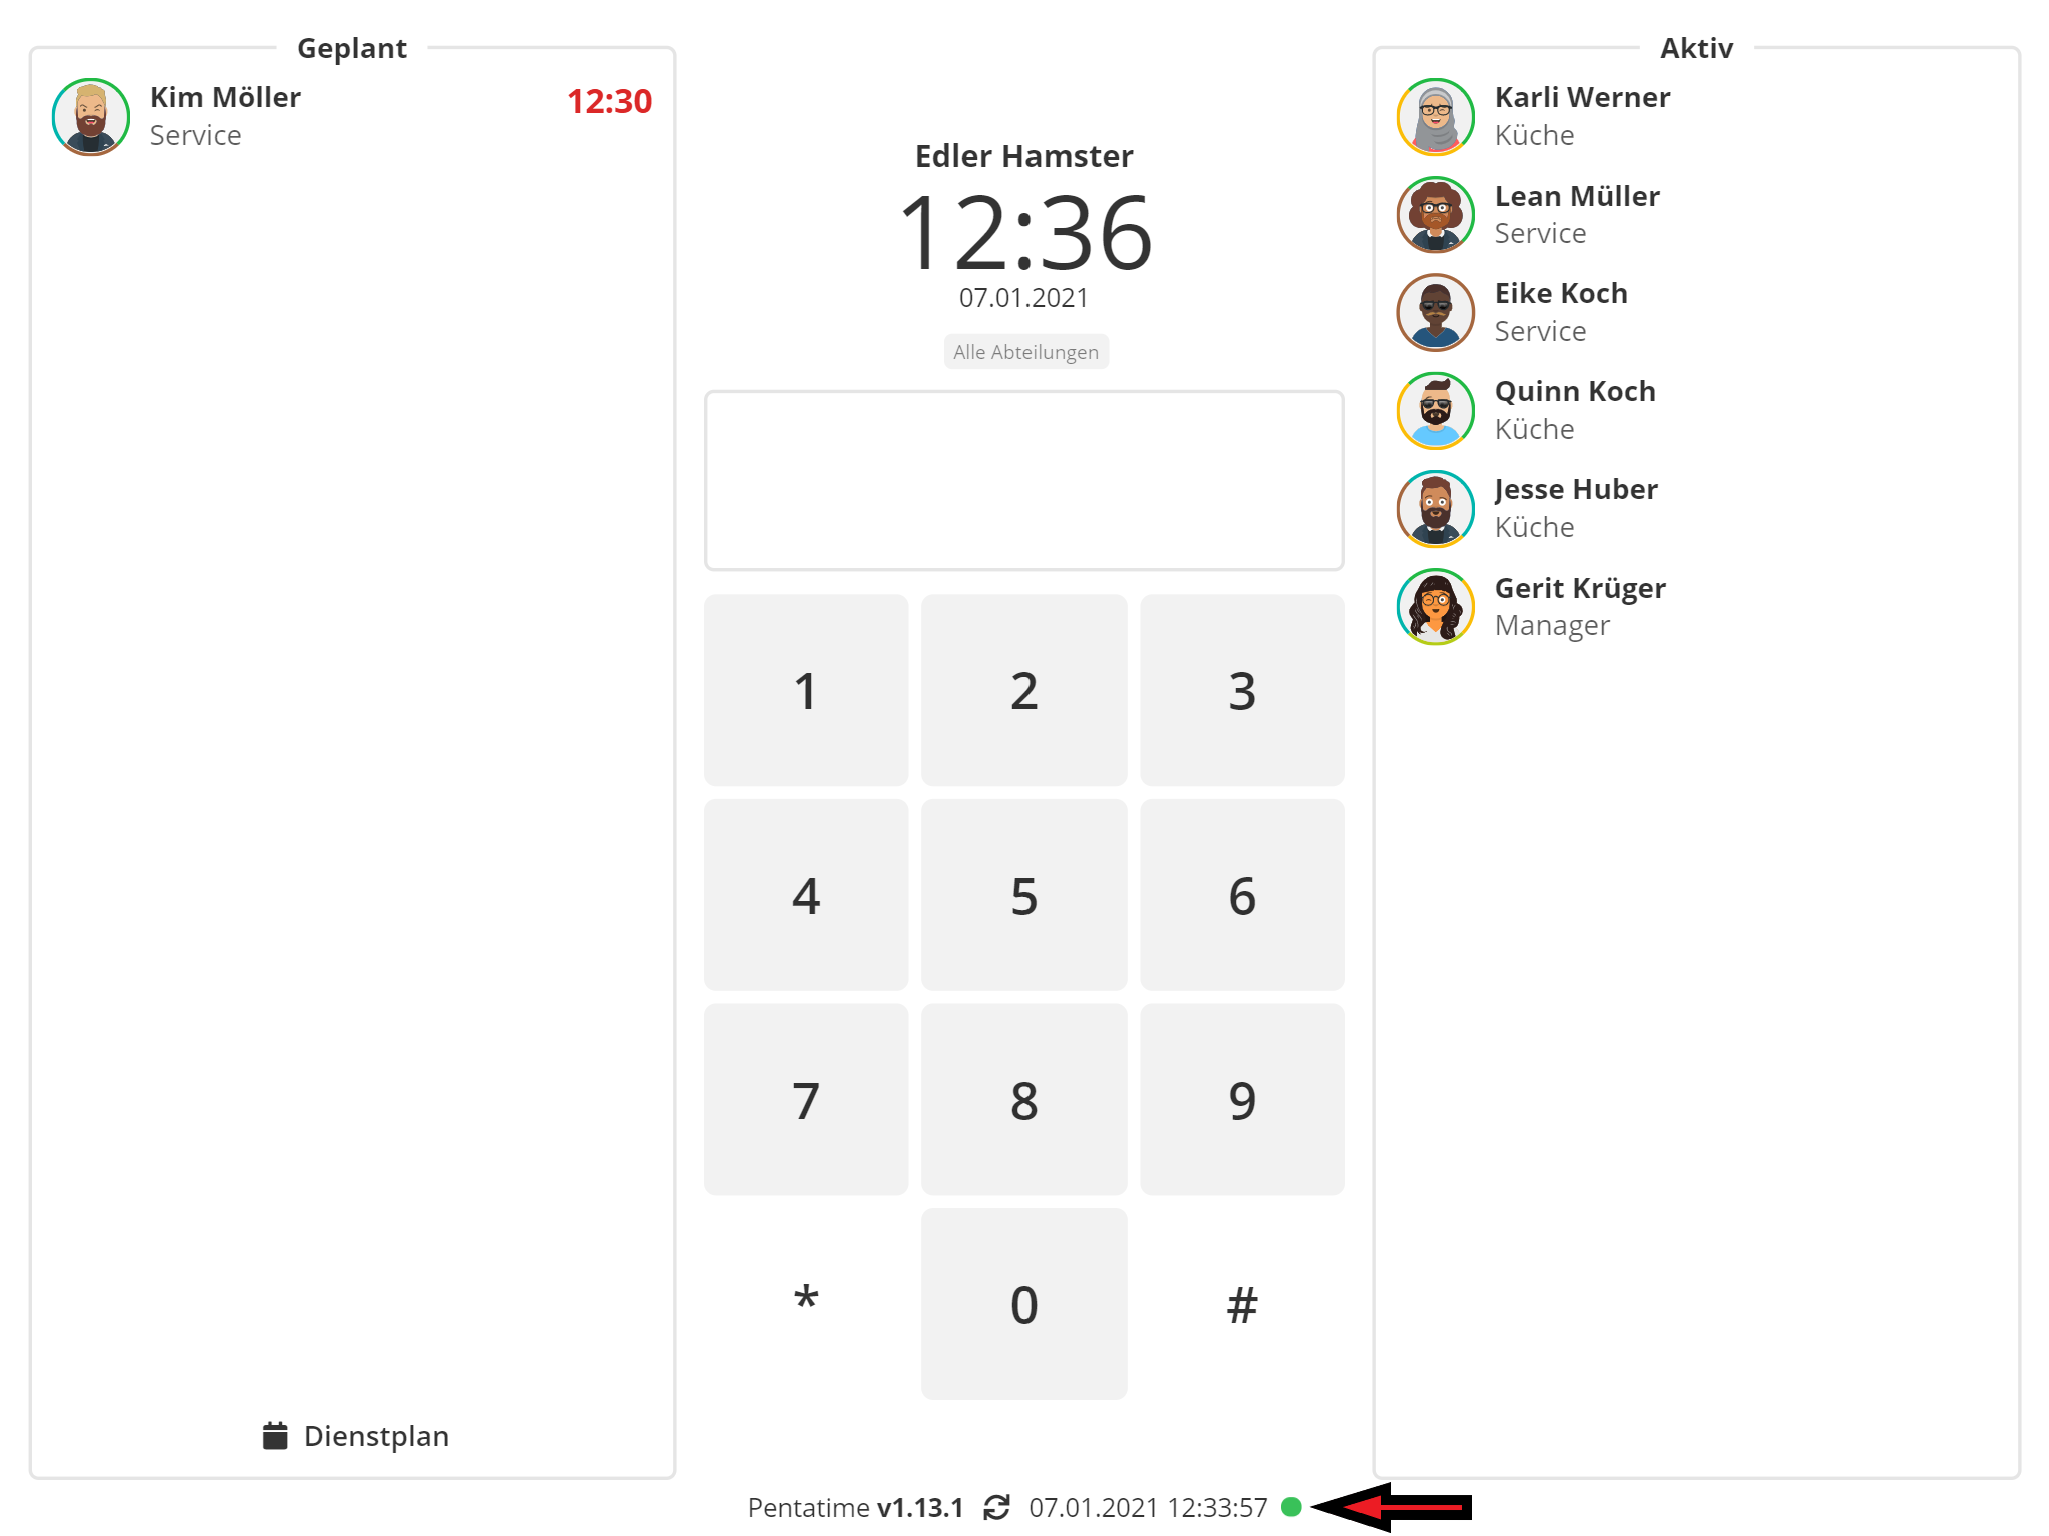 Geplant
Kim Möller
12:30
Service
Dienstplan
Edler Hamster
12:36
07.01.2021
Alle Abteilungen
1 2 3
4 5 6
7 8 9
* 0 #
Pentatime v1.13.1 07.01.2021 12:33:57
Aktiv
Karli Werner
Küche
Lean Müller
Service
Eike Koch
Service
Quinn Koch
Küche
Jesse Huber
Küche
Gerit Krüger
Manager